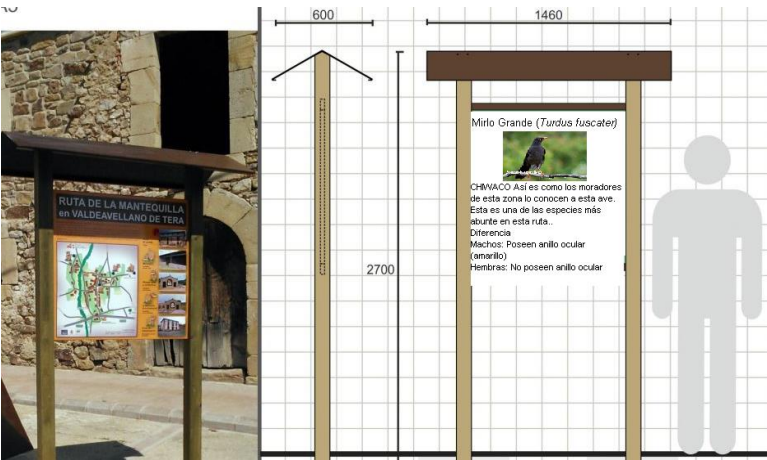 RUTA DE LA MANTEQUILLA
en VALDEAVELLANO DE TERA
600
1460
2700
Mirlo Grande (Turdus fuscater)
CHIWACO Así es como los moradores
de esta zona lo conocen a esta ave.
Esta es una de las especies más
abunte en esta ruta..
Diferencia
Machos: Poseen anillo ocular
(amarillo)
Hembras: No poseen anillo ocular